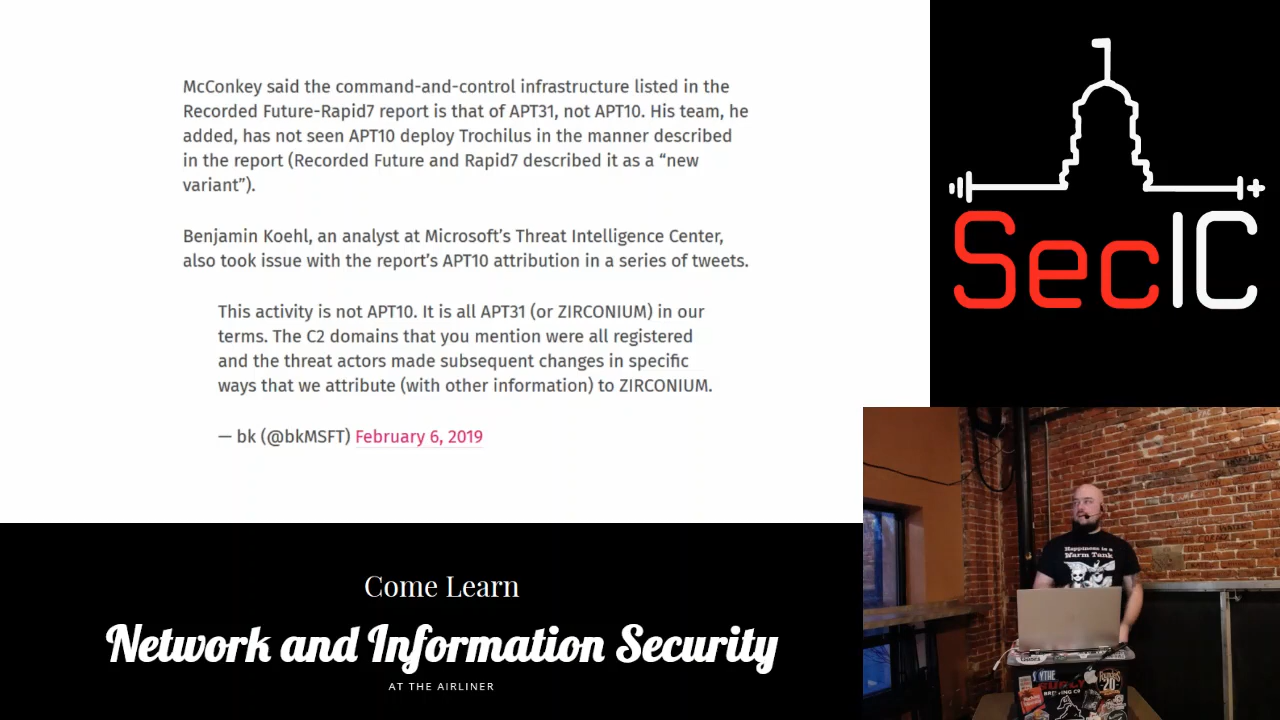 McConkey said the command-and-control infrastructure listed in the
Recorded Future-Rapid7 report is that of APT31, not APT10. His team, he
added, has not seen APT10 deploy Trochilus in the manner described
in the report (Recorded Future and Rapid7 described it as a “new
variant”).
Benjamin Koehl, an analyst at Microsoft’s Threat Intelligence Center,
also took issue with the report’s APT10 attribution in a series of tweets.
This activity is not APT10. It is all APT31 (or ZIRCONIUM) in our
terms. The C2 domains that you mention were all registered
and the threat actors made subsequent changes in specific
ways that we attribute (with other information) to ZIRCONIUM.
— bk (@bkMSFT) February 6, 2019
SecIC
Come Learn
Network and Information Security
AT THE AIRLINER
Happiness is a
Warm Tank